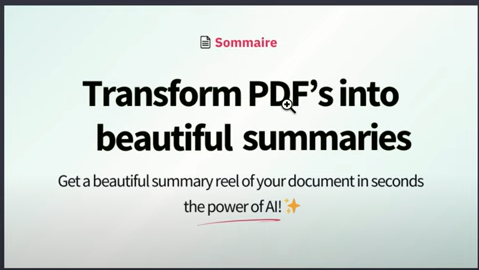 Sommaire
Transform PDF’s into
beautiful summaries
Get a beautiful summary reel of your document in seconds
the power of AI! ✨